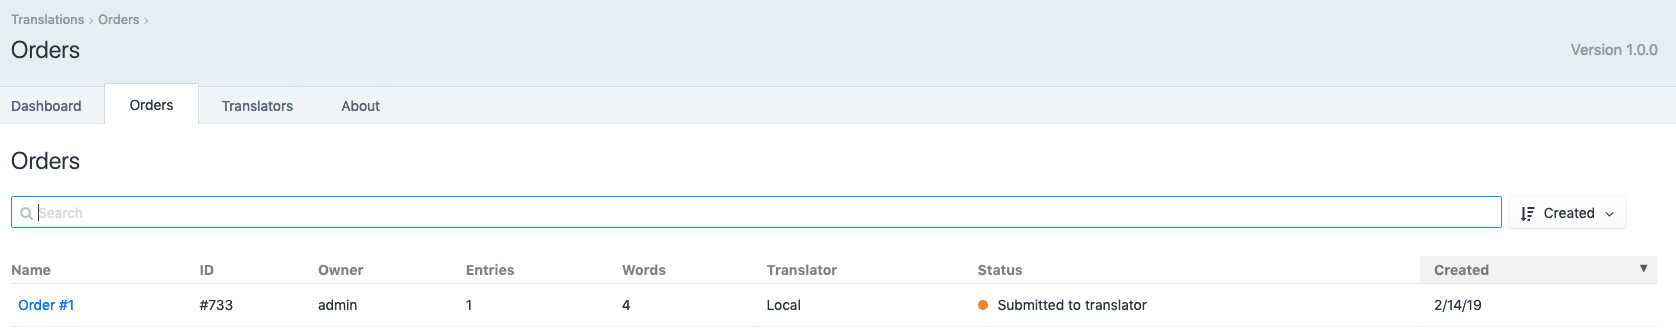 Translations › Orders ›
Orders
Version 1.0.0
Dashboard Orders Translators About
Orders
Search Created
Name ID Owner Entries Words Translator Status Created
Order #1 #733 admin 1 4 Local Submitted to translator 2/14/19